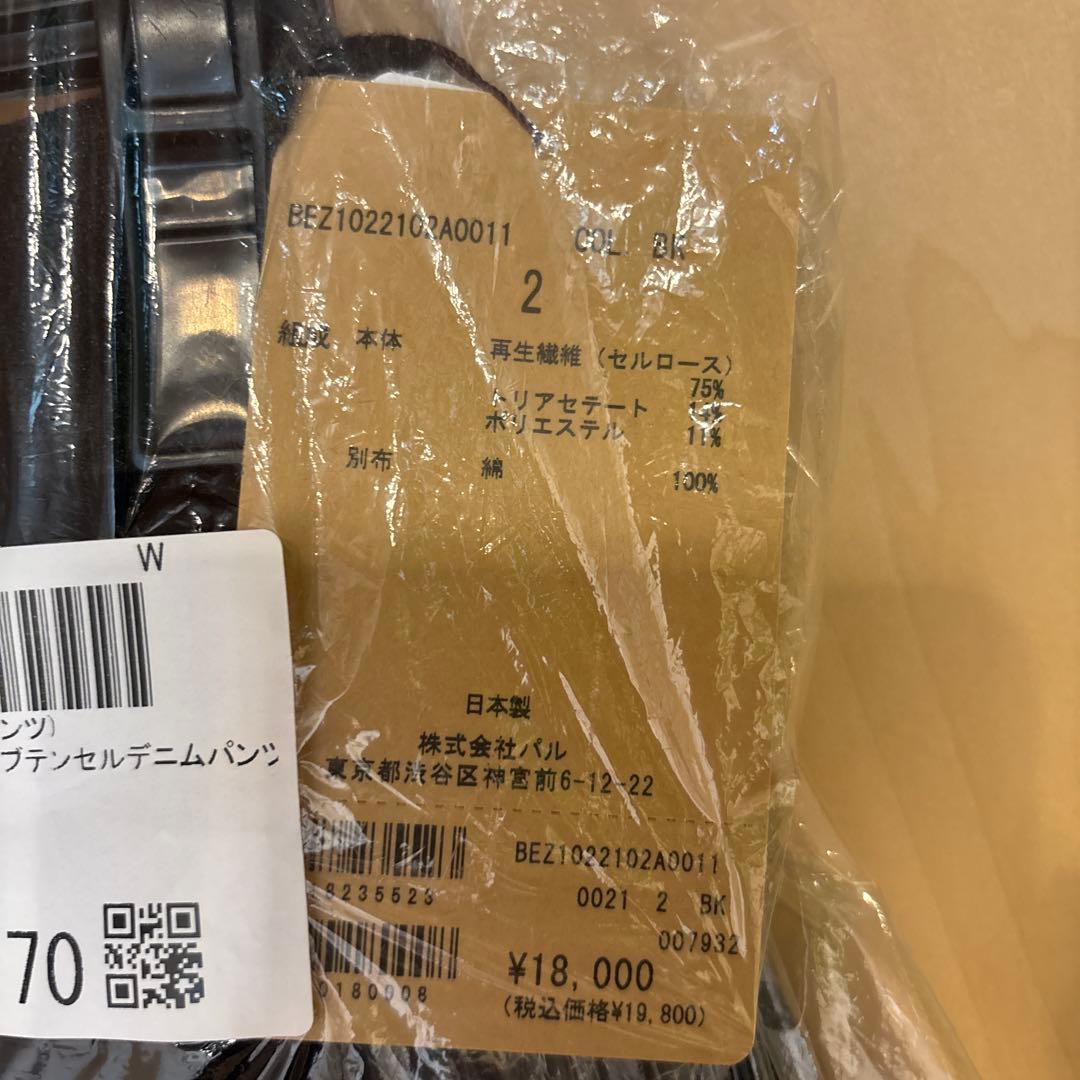 BEZ1022102A0011 COL. BK
2
組成 本体 再生繊維(セルロース)
75%
トリアセテート 14%
ポリエステル 11%
別布 綿 100%
日本製
株式会社パル
東京都渋谷区神宮前6-12-22
8235523
BEZ1022102A0011
0021 2 BK
007932
0180008
¥18,000
(税込価格¥19,800)
W
ンツ)
ブテンセルデニムパンツ
70